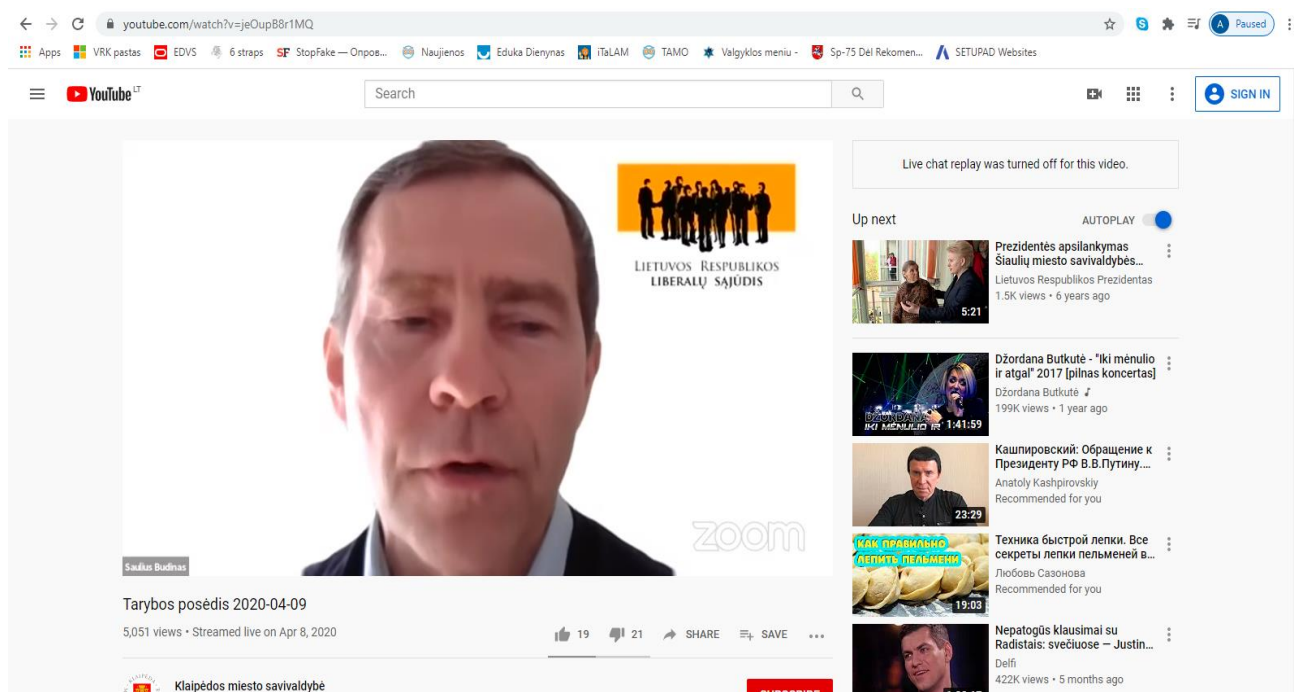 youtube.com/watch?v=jeOupB8r1MQ
A Paused
Apps VRK pastas EDVS 6 straps SF StopFake — Опров... Naujienos Eduka Dienynas iTaLAM TAMO Valgyklos meniu - Sp-75 Dėl Rekomen... SETUPAD Websites
YouTube LT
Search
SIGN IN
LIETUVOS RESPUBLIKOS
LIBERALŲ SĄJŪDIS
zoom
Saulius Budinas
Tarybos posėdis 2020-04-09
5,051 views • Streamed live on Apr 8, 2020
19 21 SHARE SAVE
Klaipėdos miesto savivaldybė
SUBSCRIBE
Live chat replay was turned off for this video.
Up next
AUTOPLAY
5:21
Prezidentės apsilankymas
Šiaulių miesto savivaldybės...
Lietuvos Respublikos Prezidentas
1.5K views • 6 years ago
DŽORDANA
IKI MĖNULIO IR
1:41:59
Džordana Butkutė - "Iki mėnulio
ir atgal" 2017 [pilnas koncertas]
Džordana Butkutė
199K views • 1 year ago
23:29
Кашпировский: Обращение к
Президенту РФ В.В.Путину....
Anatoly Kashpirovskiy
Recommended for you
КАК ПРАВИЛЬНО
ЛЕПИТЬ ПЕЛЬМЕНИ
19:03
Техника быстрой лепки. Все
секреты лепки пельменей в...
Любовь Сазонова
Recommended for you
Nepatogūs klausimai su
Radistais: svečiuose — Justin...
Delfi
422K views • 5 months ago